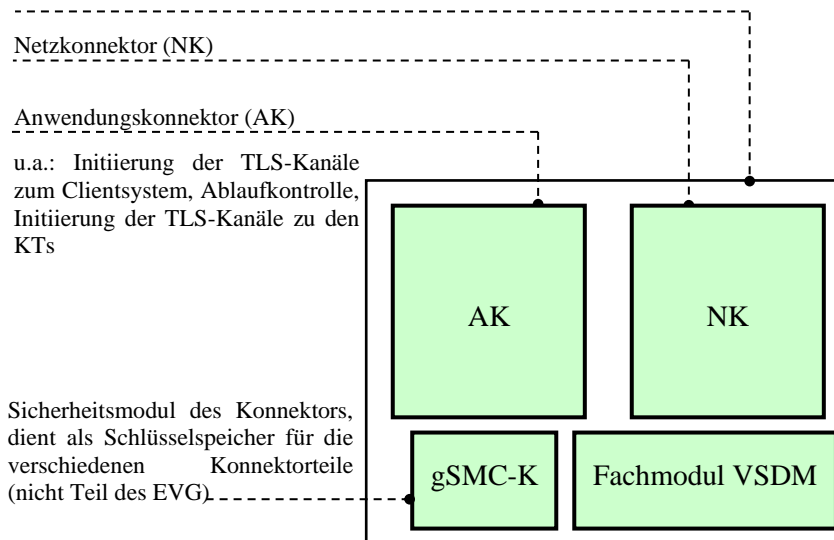 Netzkonnektor (NK)
Anwendungskonnektor (AK)
u.a.: Initiierung der TLS-Kanäle
zum Clientsystem, Ablaufkontrolle,
Initiierung der TLS-Kanäle zu den
KTs
AK
NK
Sicherheitsmodul des Konnektors,
dient als Schlüsselspeicher für die
verschiedenen Konnektorteile
(nicht Teil des EVG)
gSMC-K
Fachmodul VSDM